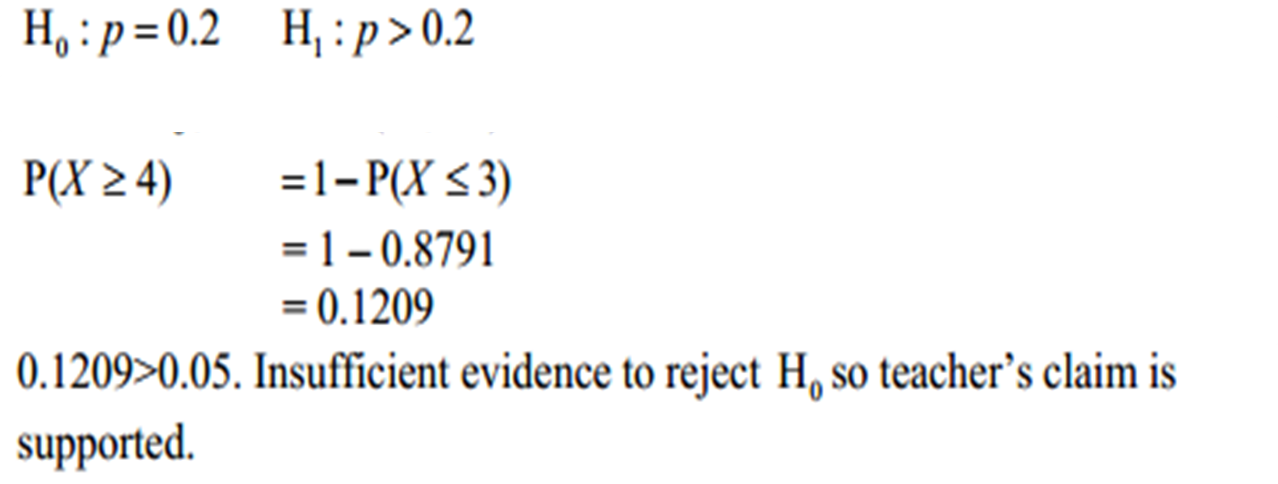 H₀ : p = 0.2 H₁ : p > 0.2
P(X ≥ 4) = 1 – P(X ≤ 3)
= 1 – 0.8791
= 0.1209
0.1209>0.05. Insufficient evidence to reject H₀ so teacher’s claim is
supported.